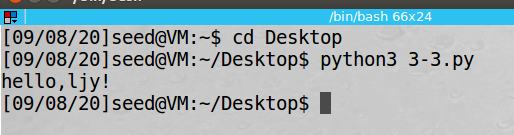 /bin/bash 66x24
[09/08/20]seed@VM:~$ cd Desktop
[09/08/20]seed@VM:~/Desktop$ python3 3-3.py
hello,ljy!
[09/08/20]seed@VM:~/Desktop$